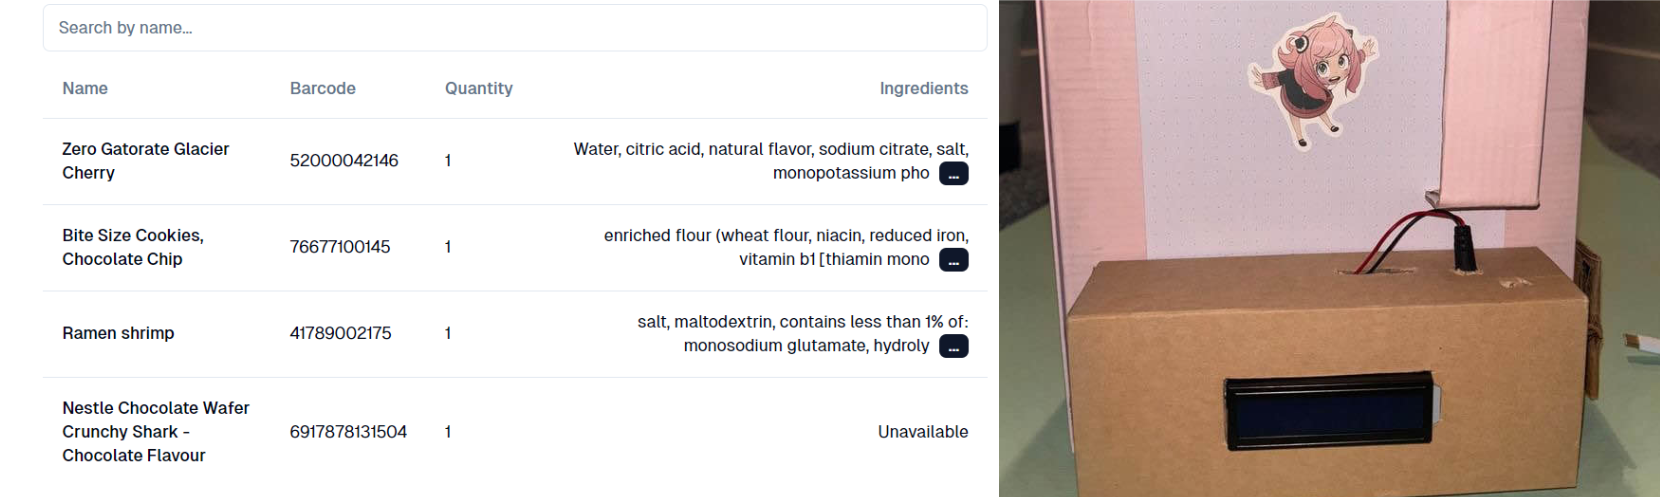 Search by name...
Name Barcode Quantity Ingredients
Zero Gatorate Glacier
Cherry
52000042146
1
Water, citric acid, natural flavor, sodium citrate, salt,
monopotassium pho ...
Bite Size Cookies,
Chocolate Chip
76677100145
1
enriched flour (wheat flour, niacin, reduced iron,
vitamin b1 [thiamin mono ...
Ramen shrimp
41789002175
1
salt, maltodextrin, contains less than 1% of:
monosodium glutamate, hydroly ...
Nestle Chocolate Wafer
Crunchy Shark -
Chocolate Flavour
6917878131504
1
Unavailable